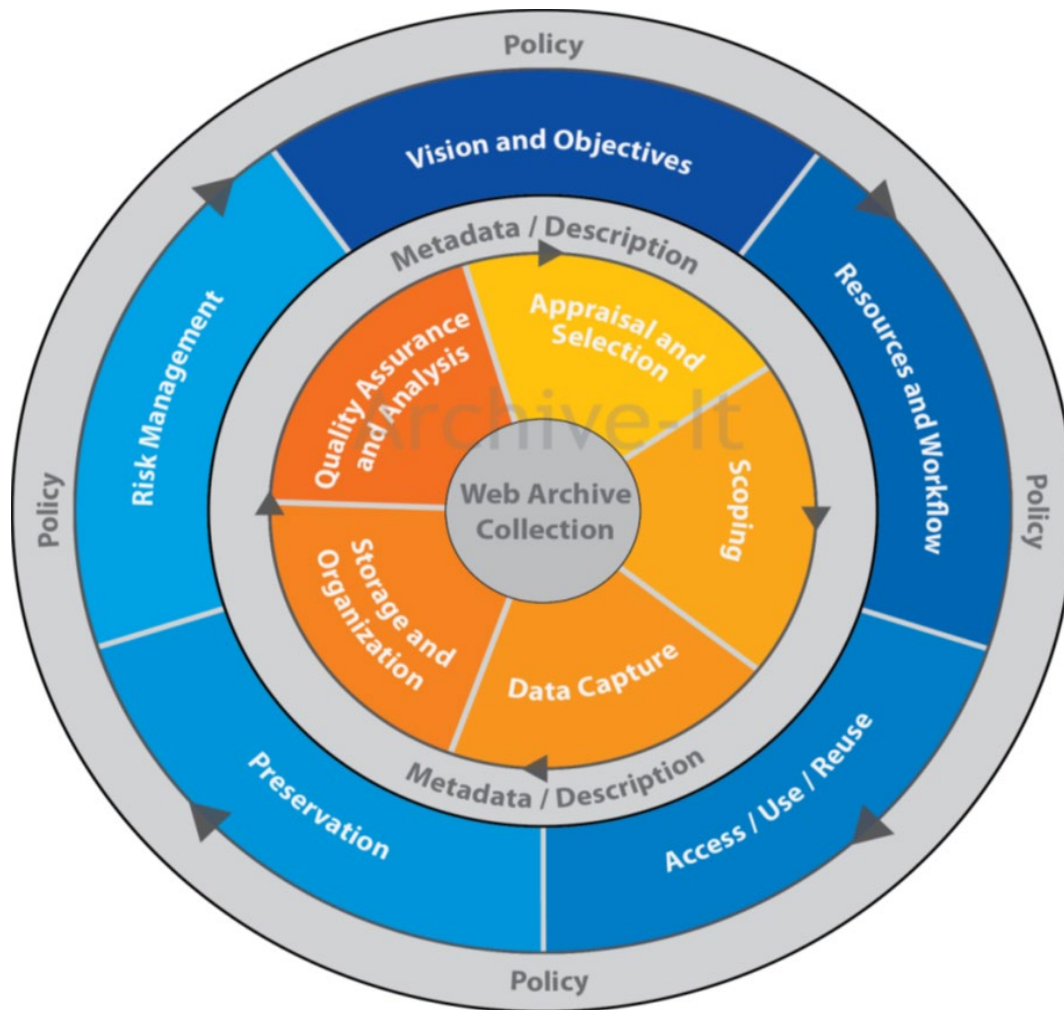 Policy
Vision and Objectives
Resources and Workflow
Access / Use / Reuse
Preservation
Risk Management
Policy
Policy
Policy
Metadata / Description
Appraisal and
Selection
Scoping
Data Capture
Storage and
Organization
Quality Assurance
and Analysis
Metadata / Description
Archive-It
Web Archive
Collection